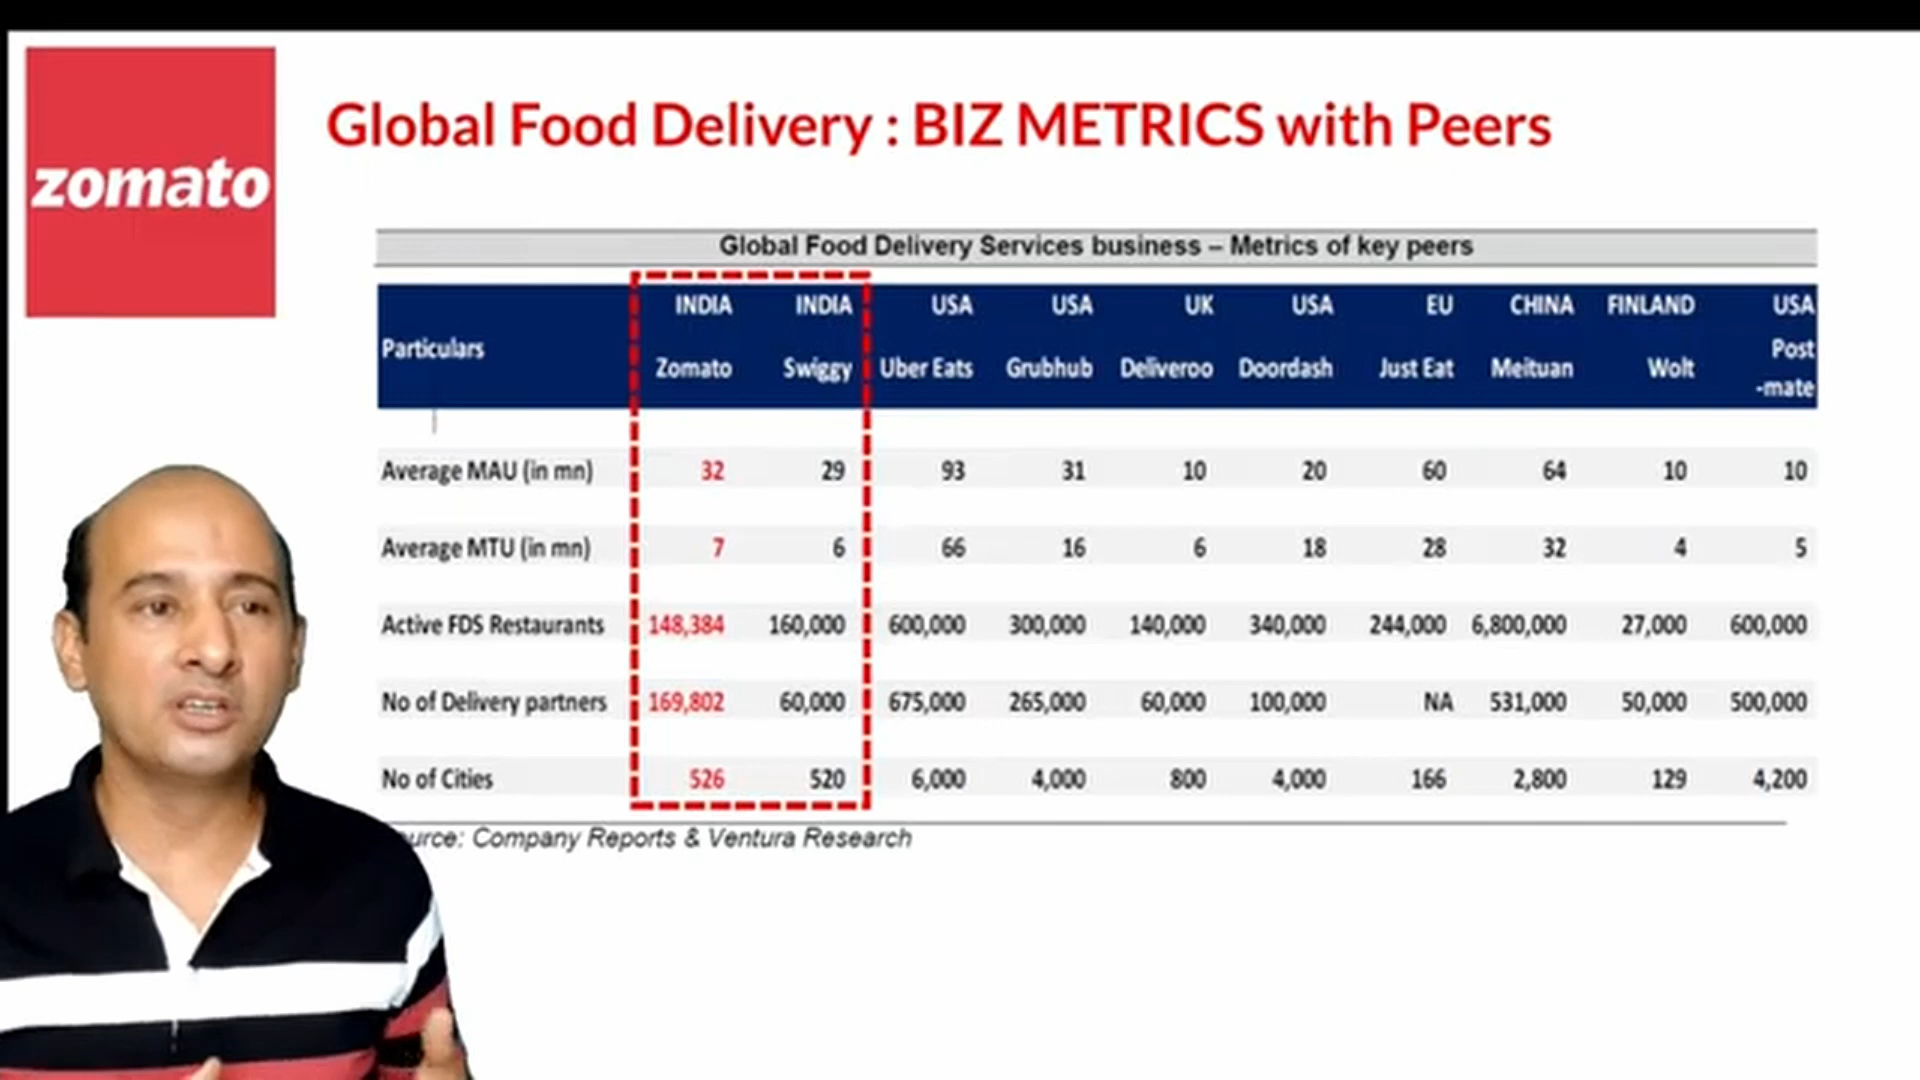 zomato
Global Food Delivery : BIZ METRICS with Peers
Global Food Delivery Services business – Metrics of key peers
Particulars INDIA INDIA USA USA UK USA EU CHINA FINLAND USA
Zomato Swiggy Uber Eats Grubhub Deliveroo Doordash Just Eat Meituan Wolt Post
-mate
Average MAU (in mn) 32 29 93 31 10 20 60 64 10 10
Average MTU (in mn) 7 6 66 16 6 18 28 32 4 5
Active FDS Restaurants 148,384 160,000 600,000 300,000 140,000 340,000 244,000 6,800,000 27,000 600,000
No of Delivery partners 169,802 60,000 675,000 265,000 60,000 100,000 NA 531,000 50,000 500,000
No of Cities 526 520 6,000 4,000 800 4,000 166 2,800 129 4,200
urce: Company Reports & Ventura Research